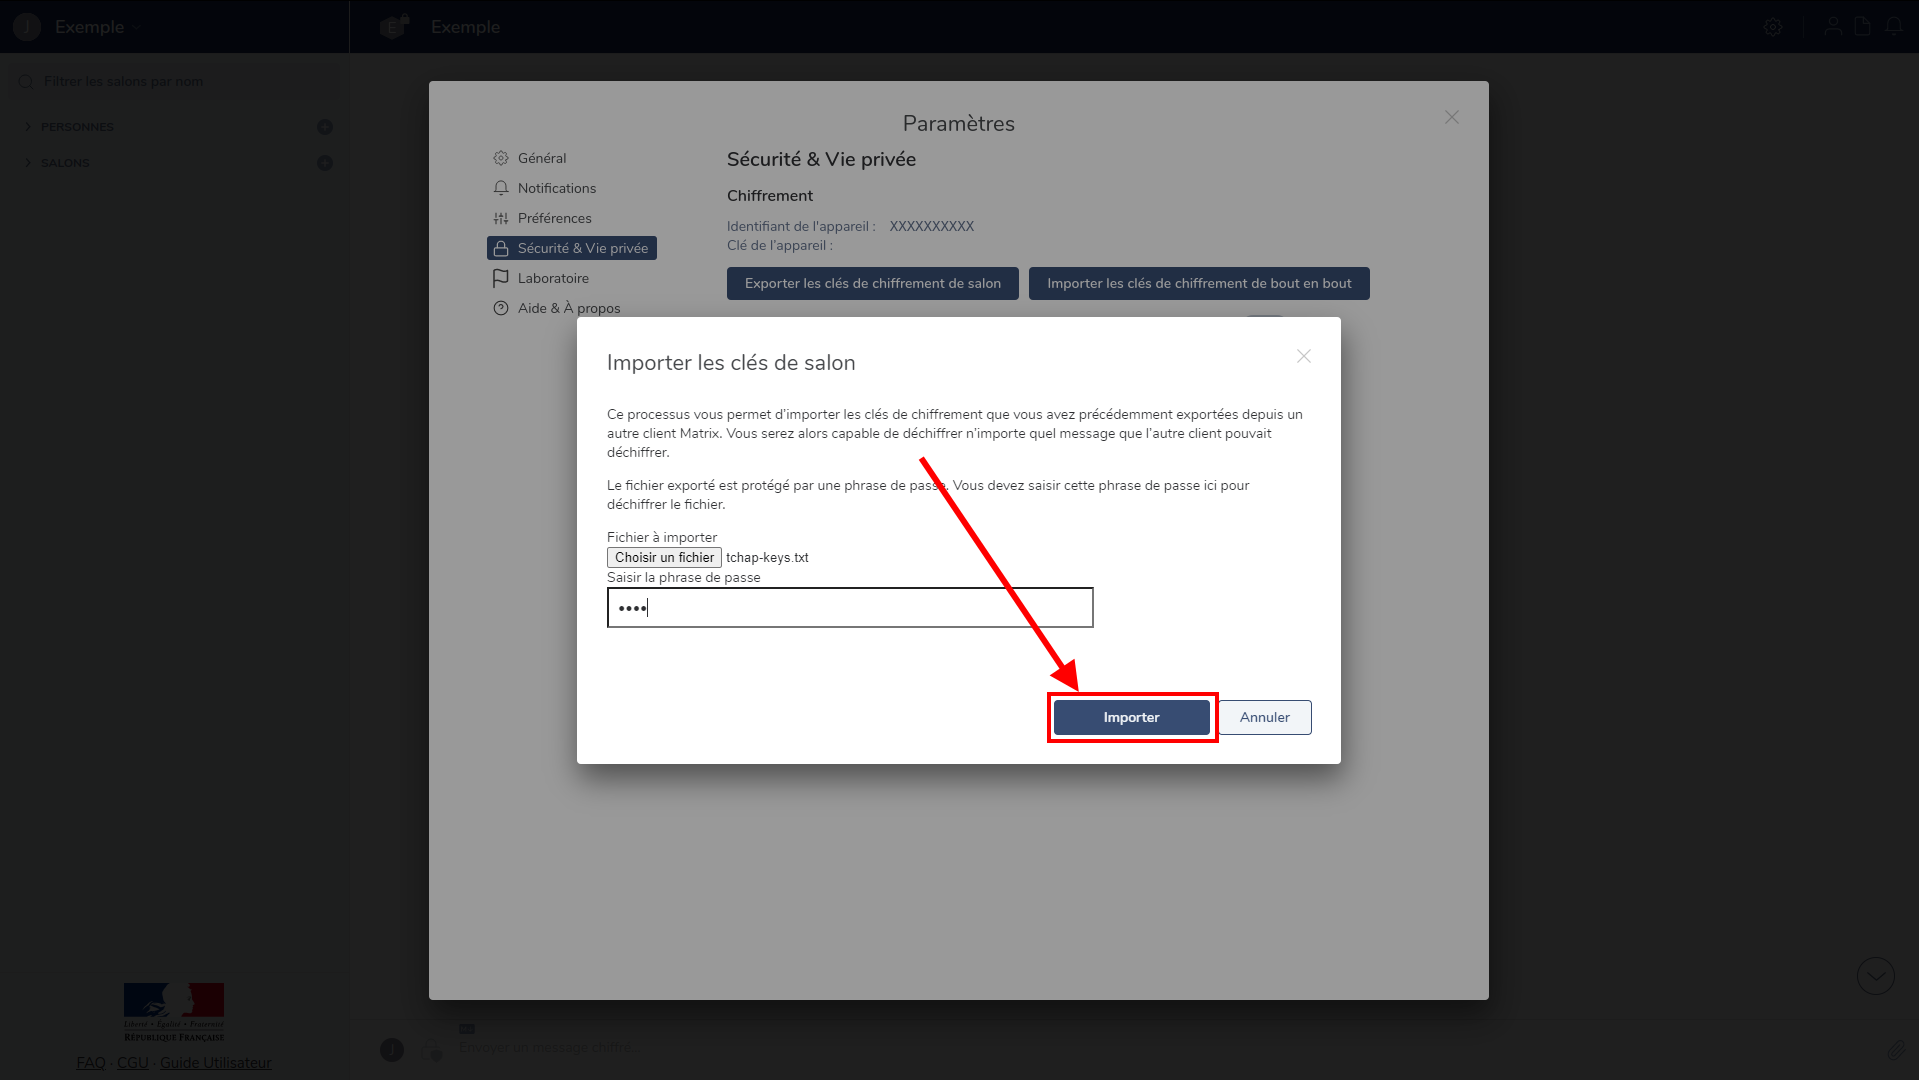 J
Exemple
E
Exemple
Filtrer les salons par nom
PERSONNES
SALONS
Paramètres
Général
Notifications
Préférences
Sécurité & Vie privée
Laboratoire
Aide & À propos
Sécurité & Vie privée
Chiffrement
Identifiant de l'appareil : XXXXXXXXXX
Clé de l'appareil :
Exporter les clés de chiffrement de salon
Importer les clés de chiffrement de bout en bout
Importer les clés de salon
Ce processus vous permet d’importer les clés de chiffrement que vous avez précédemment exportées depuis un
autre client Matrix. Vous serez alors capable de déchiffrer n’importe quel message que l’autre client pouvait
déchiffrer.
Le fichier exporté est protégé par une phrase de passe. Vous devez saisir cette phrase de passe ici pour
déchiffrer le fichier.
Fichier à importer
Choisir un fichier tchap-keys.txt
Saisir la phrase de passe
••••
Importer
Annuler
Liberté • Égalité • Fraternité
RÉPUBLIQUE FRANÇAISE
FAQ · CGU · Guide Utilisateur
J
Envoyer un message chiffré...